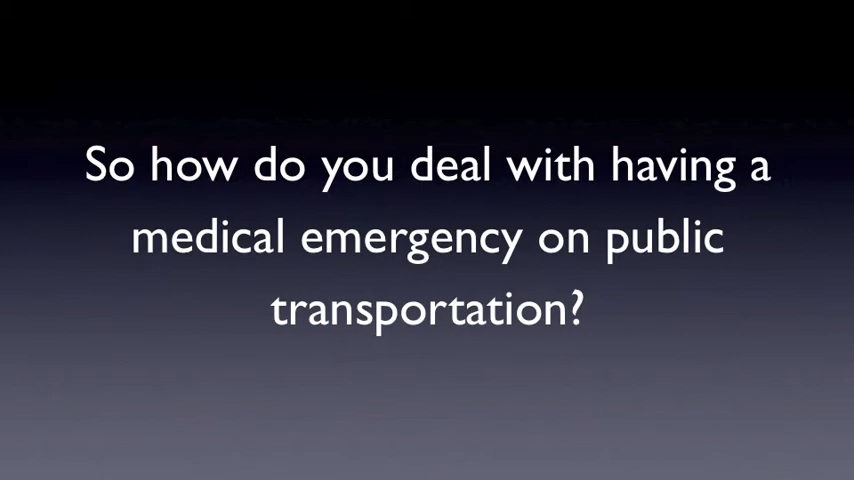 So how do you deal with having a
medical emergency on public
transportation?